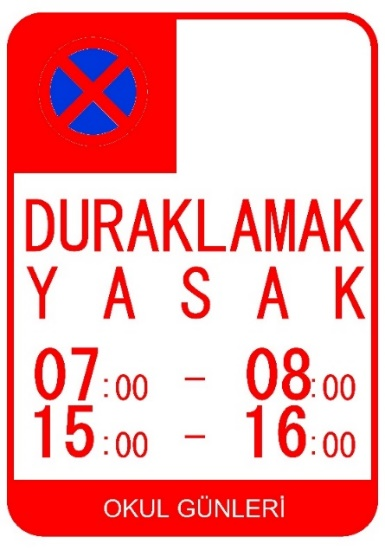 DURAKLAMAK
YASAK
07:00 - 08:00
15:00 - 16:00
OKUL GÜNLERİ